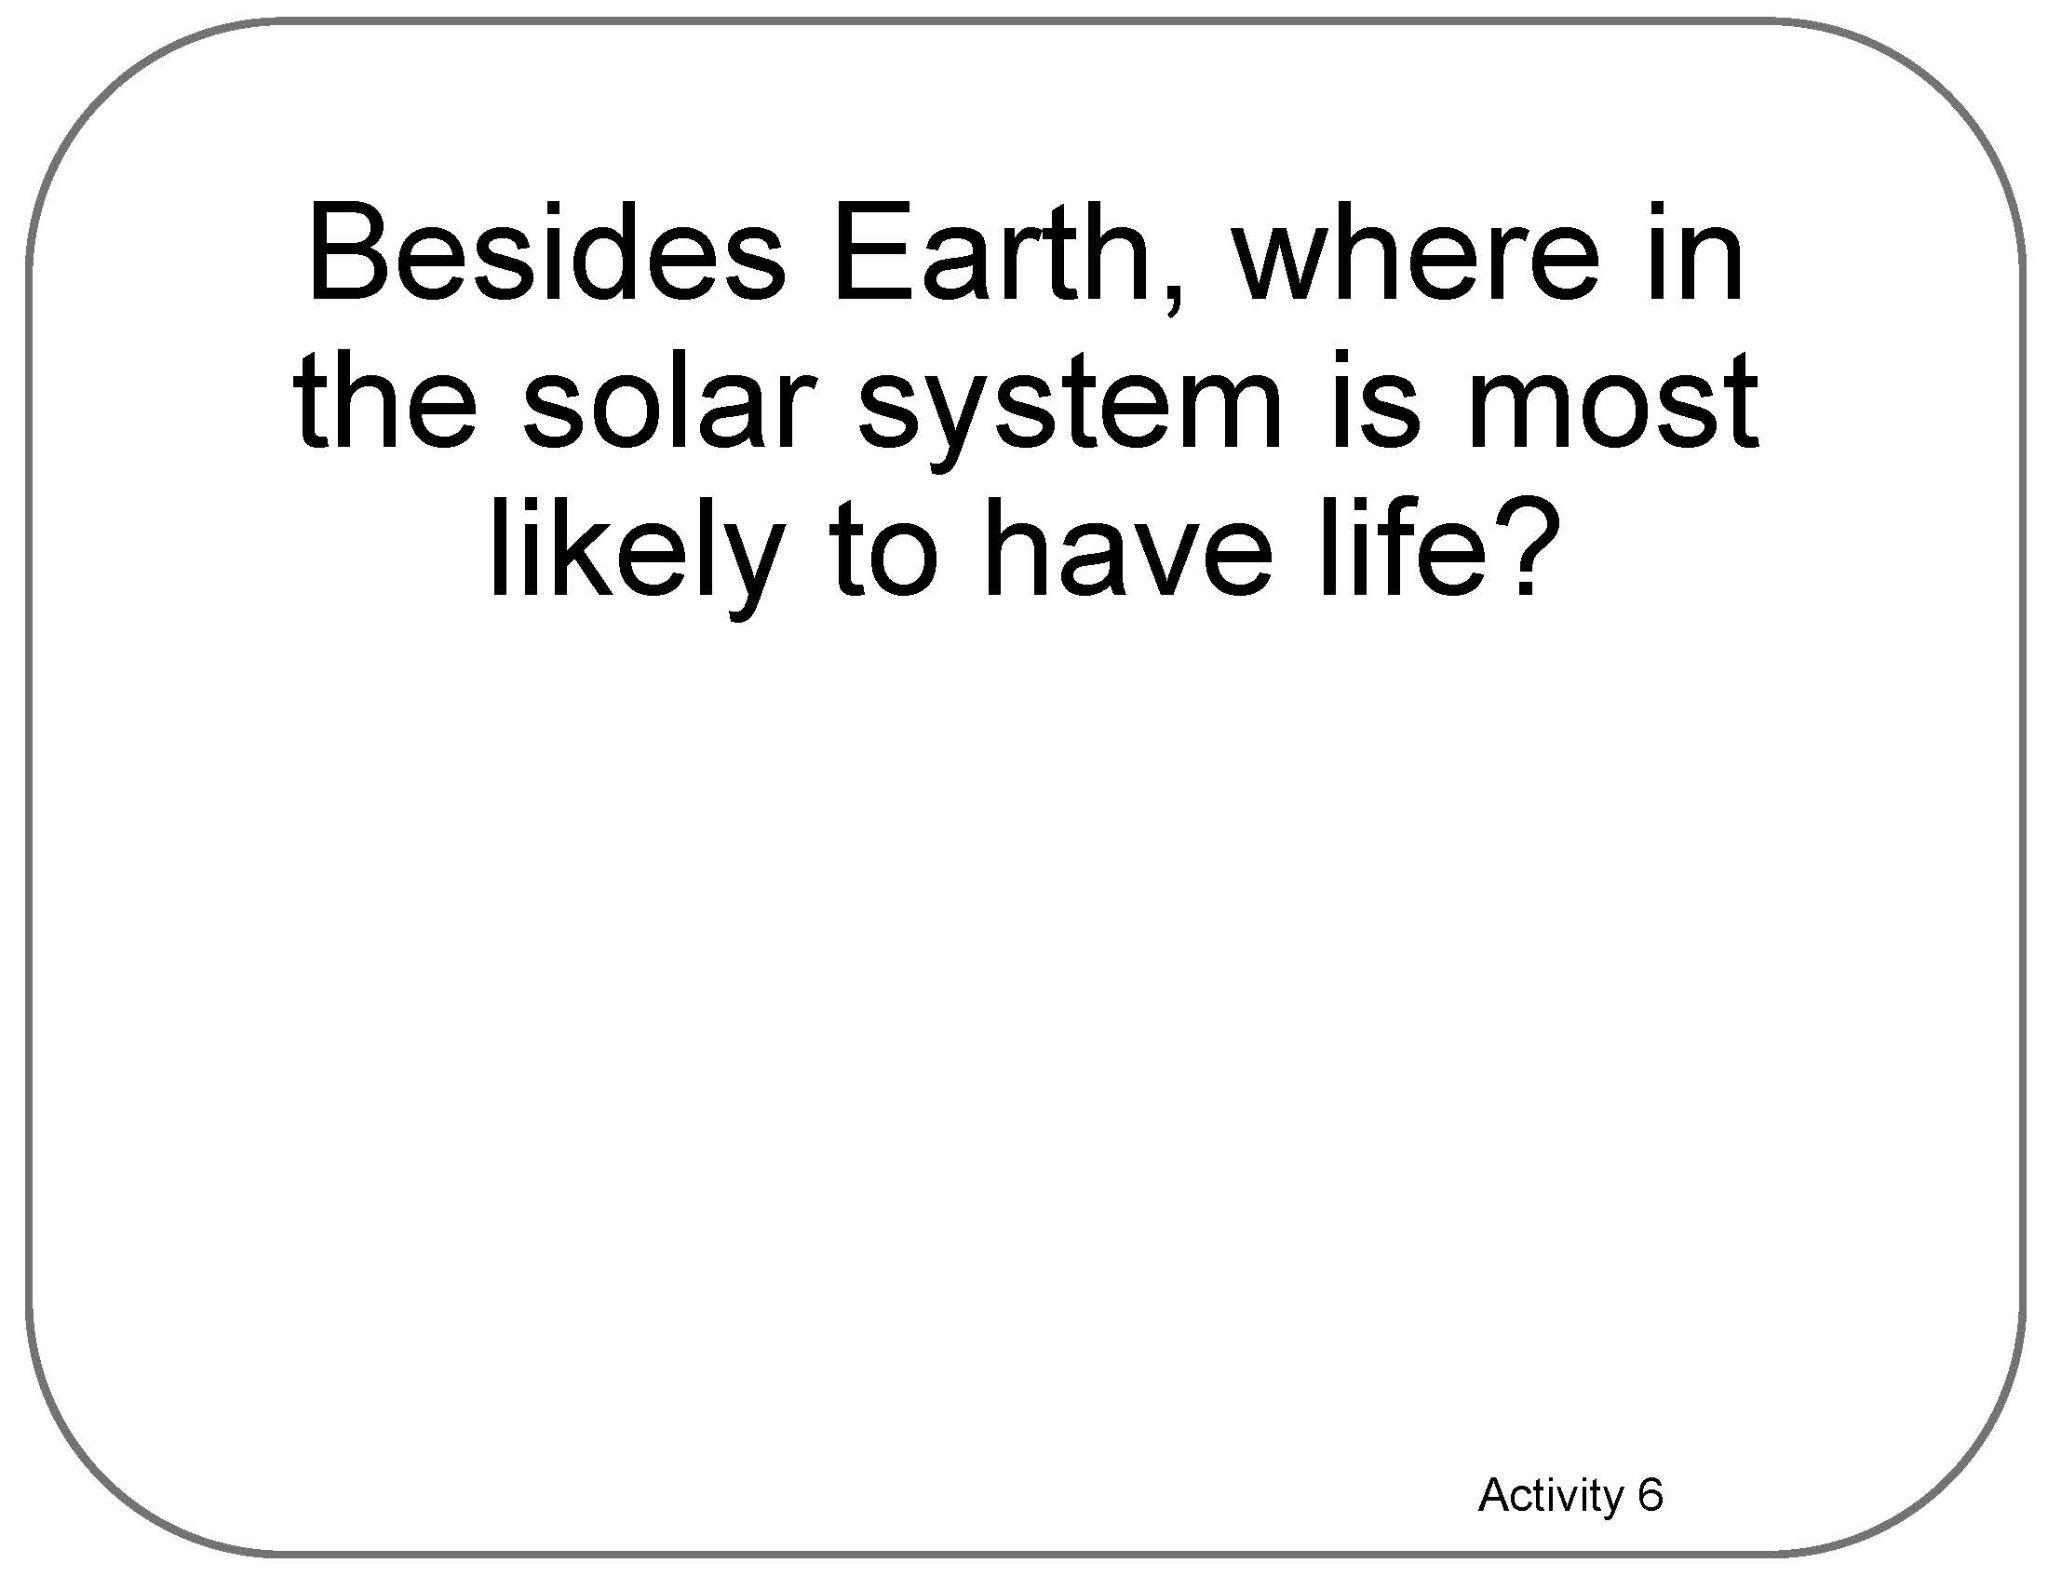 Besides Earth, where in
the solar system is most
likely to have life?
Activity 6